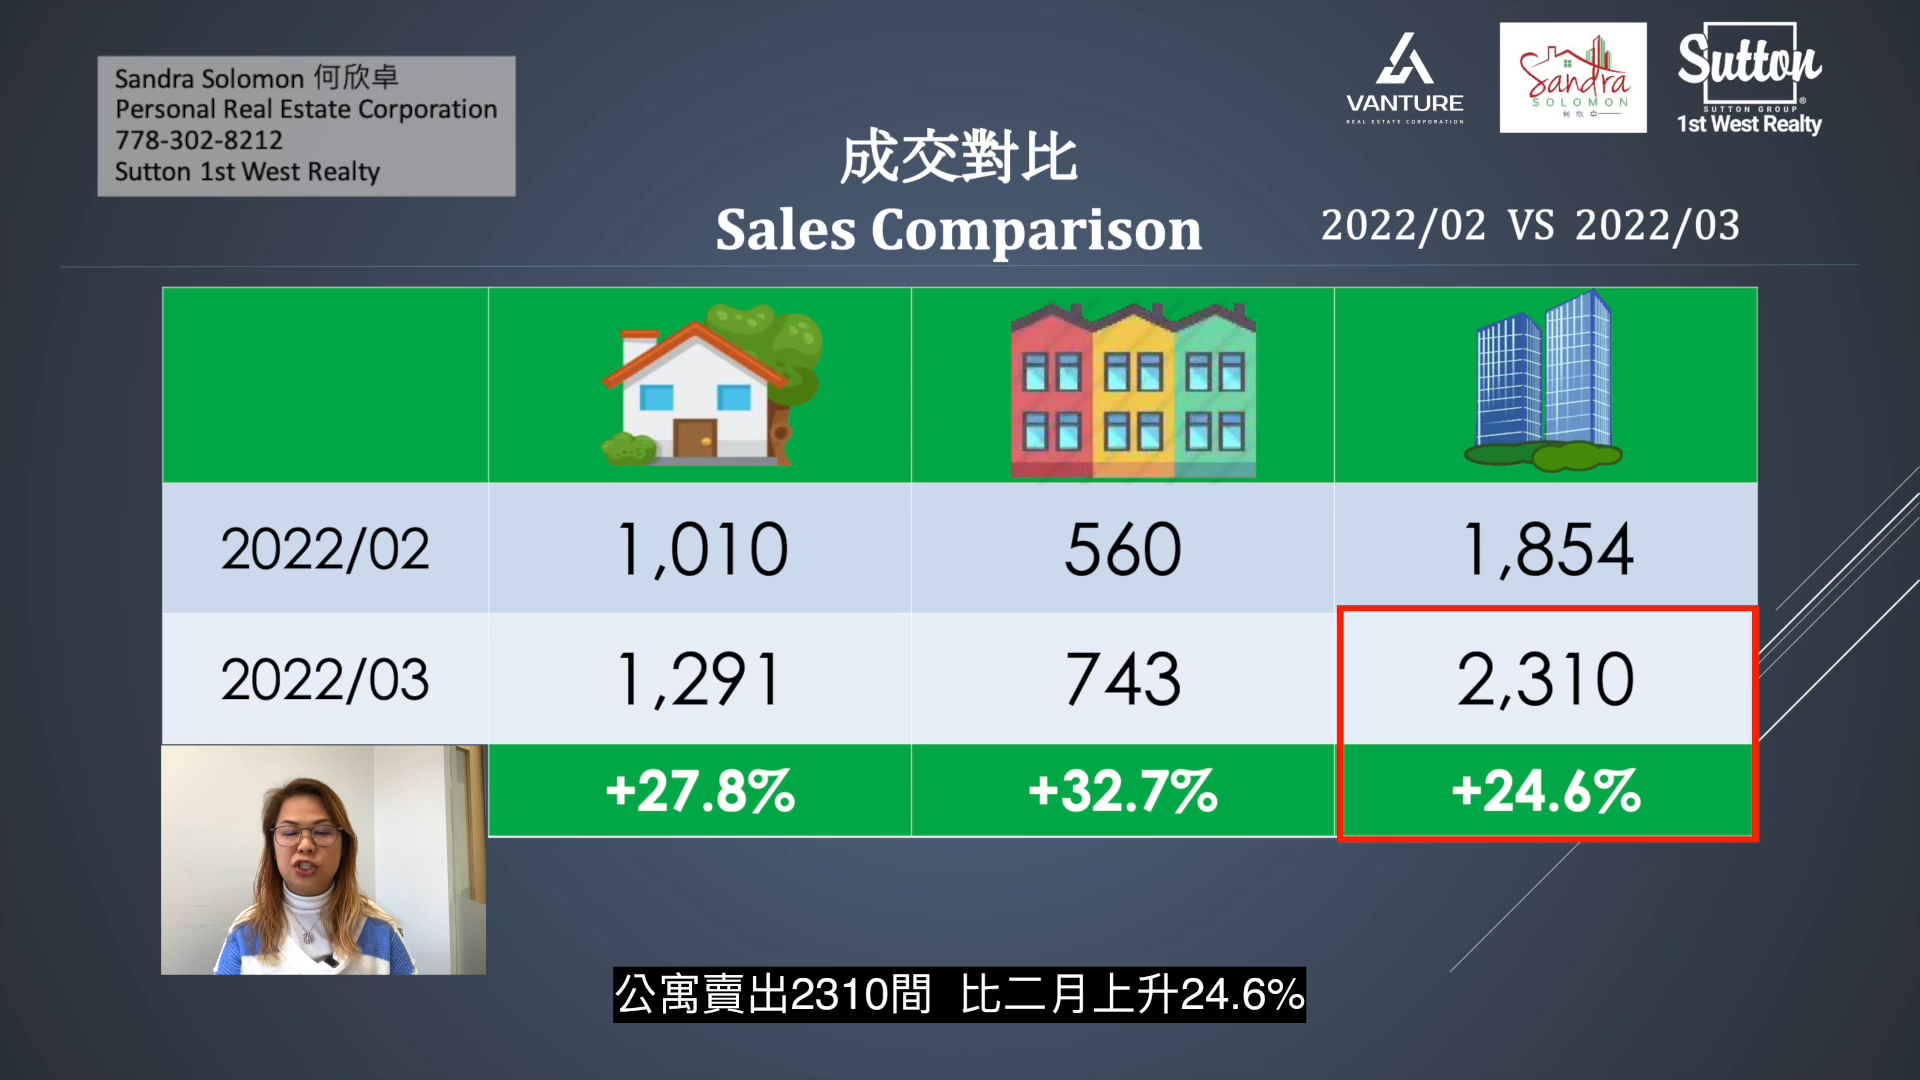 Sandra Solomon 何欣卓
Personal Real Estate Corporation
778-302-8212
Sutton 1st West Realty
VANTURE
REAL ESTATE CORPORATION
Sandra
SOLOMON
何欣卓
Sutton
SUTTON GROUP®
1st West Realty
成交對比
Sales Comparison
2022/02 VS 2022/03
2022/02 1,010 560 1,854
2022/03 1,291 743 2,310
+27.8% +32.7% +24.6%
公寓賣出2310間 比二月上升24.6%